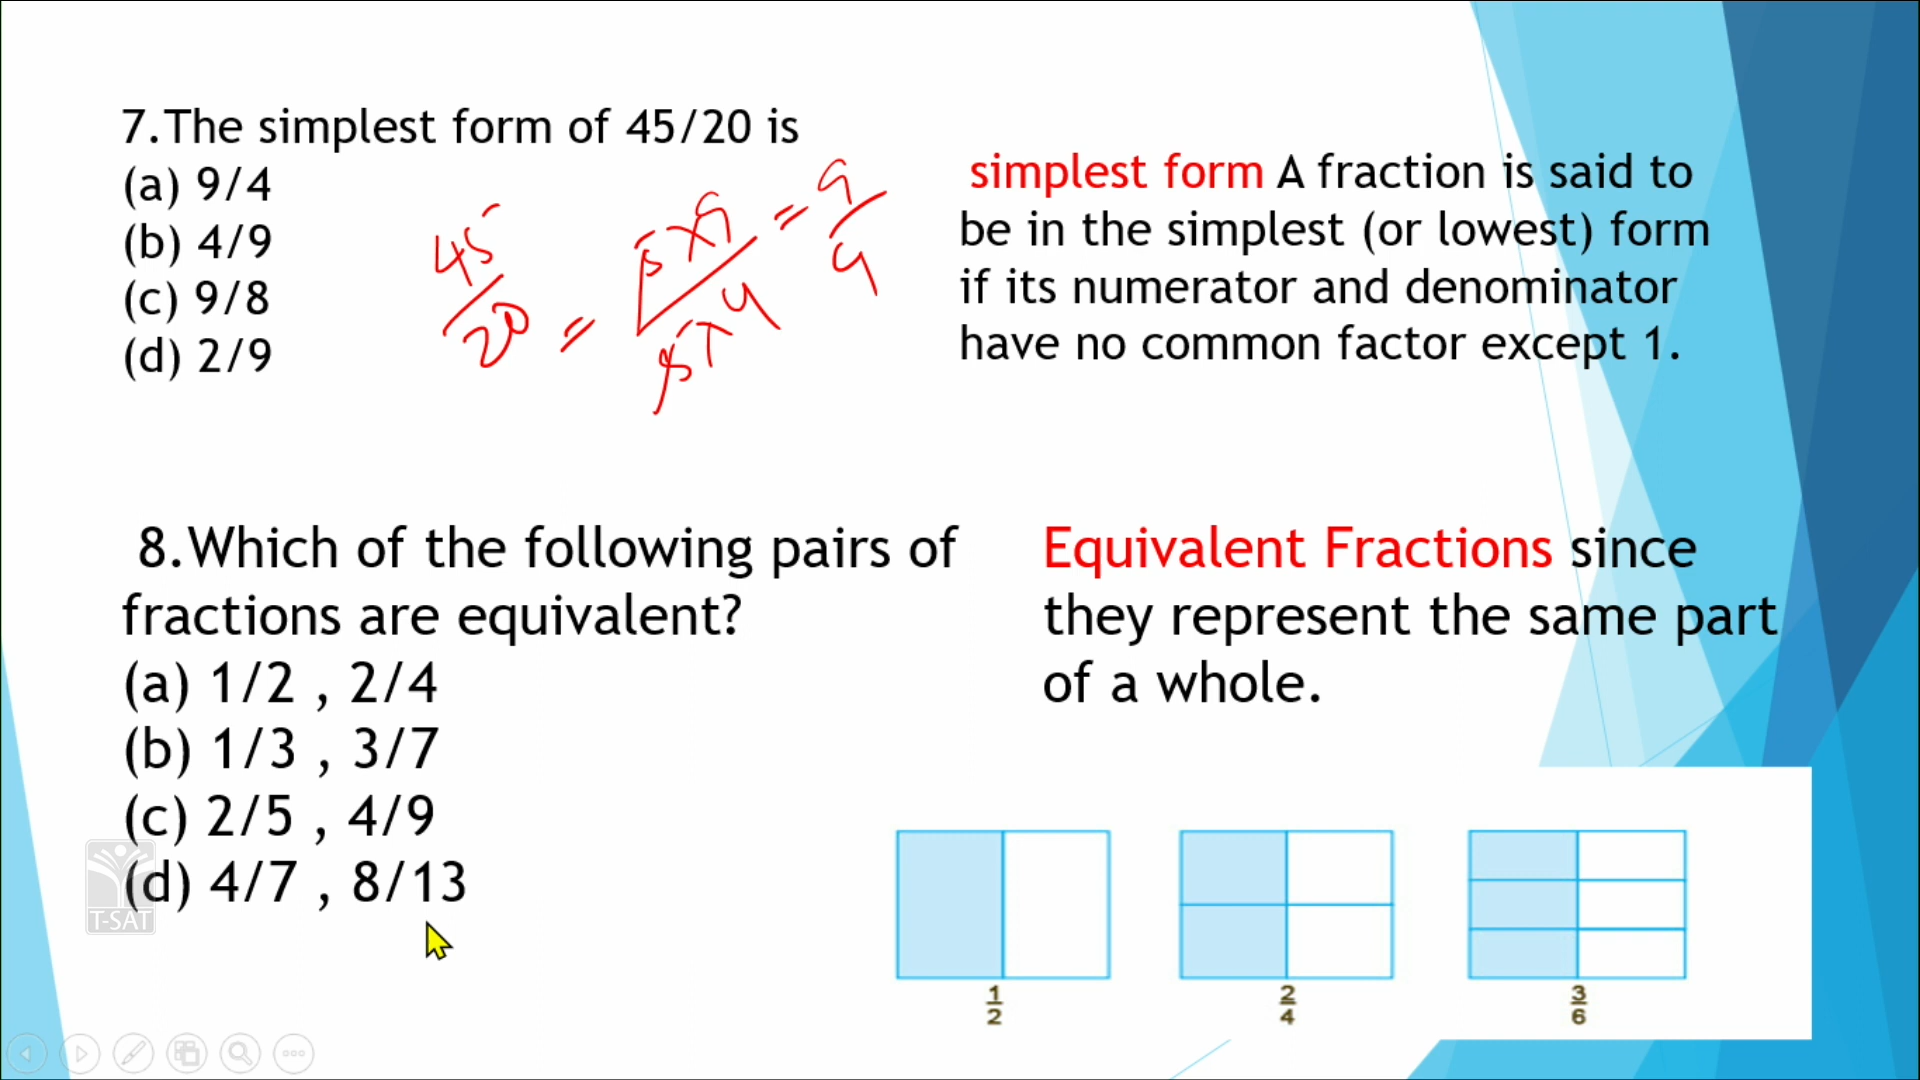 7.The simplest form of 45/20 is
(a) 9/4
(b) 4/9
(c) 9/8
(d) 2/9
45/20 = 5×9/5×4 = 9/4
simplest form A fraction is said to
be in the simplest (or lowest) form
if its numerator and denominator
have no common factor except 1.
8.Which of the following pairs of
fractions are equivalent?
(a) 1/2 , 2/4
(b) 1/3 , 3/7
(c) 2/5 , 4/9
(d) 4/7 , 8/13
T-SAT
Equivalent Fractions since
they represent the same part
of a whole.
1/2 2/4 3/6